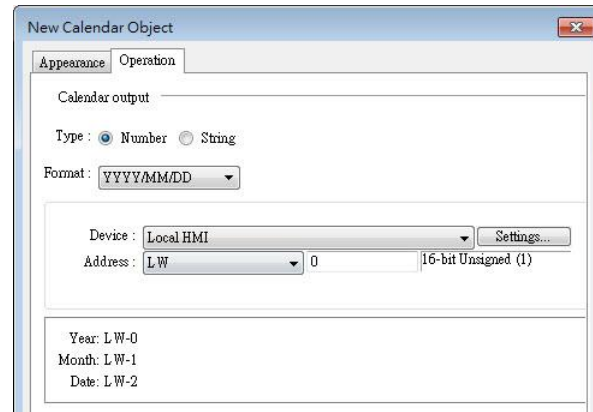 New Calendar Object
Appearance Operation
Calendar output
Type : Number String
Format : YYYY/MM/DD
Device : Local HMI Settings...
Address : LW 0 16-bit Unsigned (1)
Year: LW-0
Month: LW-1
Date: LW-2